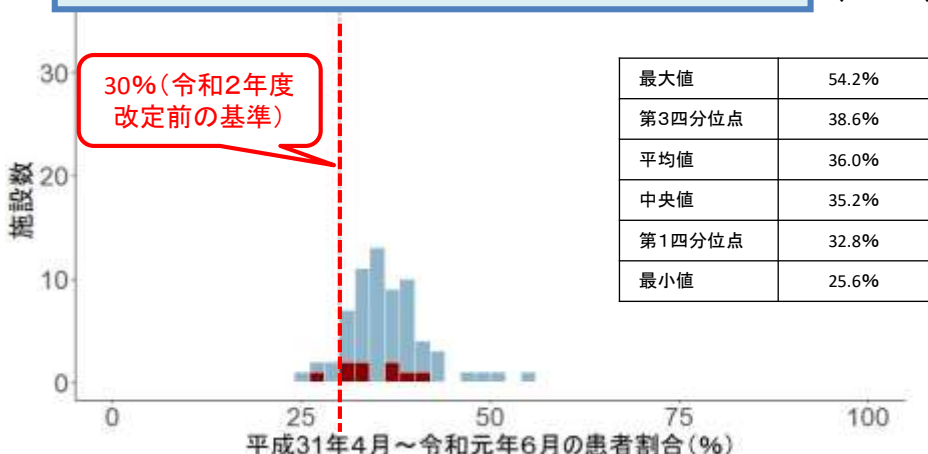 30%(令和2年度
改定前の基準)
最大値 54.2%
第3四分位点 38.6%
平均値 36.0%
中央値 35.2%
第1四分位点 32.8%
最小値 25.6%
施設数
30
20
10
0
0 25 50 75 100
平成31年4月～令和元年6月の患者割合(%)